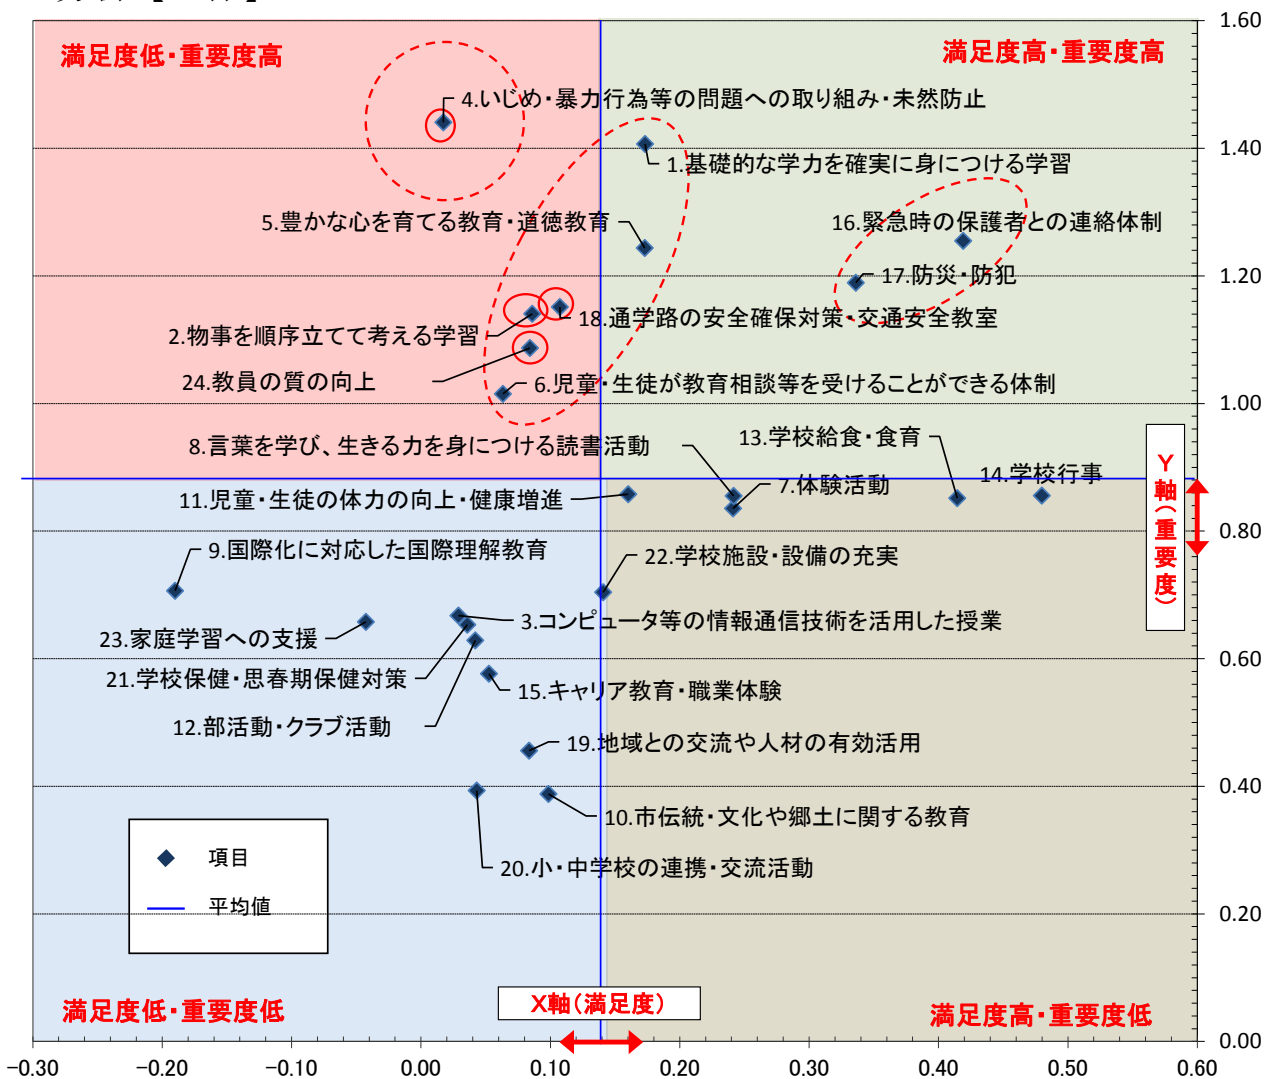 1.60
満足度低・重要度高
満足度高・重要度高
4.いじめ・暴力行為等の問題への取り組み・未然防止
1.40
1.基礎的な学力を確実に身につける学習
5.豊かな心を育てる教育・道徳教育
16.緊急時の保護者との連絡体制
1.20
17.防災・防犯
18.通学路の安全確保対策・交通安全教室
2.物事を順序立てて考える学習
24.教員の質の向上
6.児童・生徒が教育相談等を受けることができる体制
1.00
8.言葉を学び、生きる力を身につける読書活動
13.学校給食・食育
14.学校行事
7.体験活動
11.児童・生徒の体力の向上・健康増進
Y軸(重要度)
0.80
9.国際化に対応した国際理解教育
22.学校施設・設備の充実
3.コンピュータ等の情報通信技術を活用した授業
23.家庭学習への支援
0.60
21.学校保健・思春期保健対策
15.キャリア教育・職業体験
12.部活動・クラブ活動
19.地域との交流や人材の有効活用
0.40
10.市伝統・文化や郷土に関する教育
項目
20.小・中学校の連携・交流活動
平均値
0.20
X軸(満足度)
満足度低・重要度低
満足度高・重要度低
0.00
-0.30 -0.20 -0.10 0.00 0.10 0.20 0.30 0.40 0.50 0.60